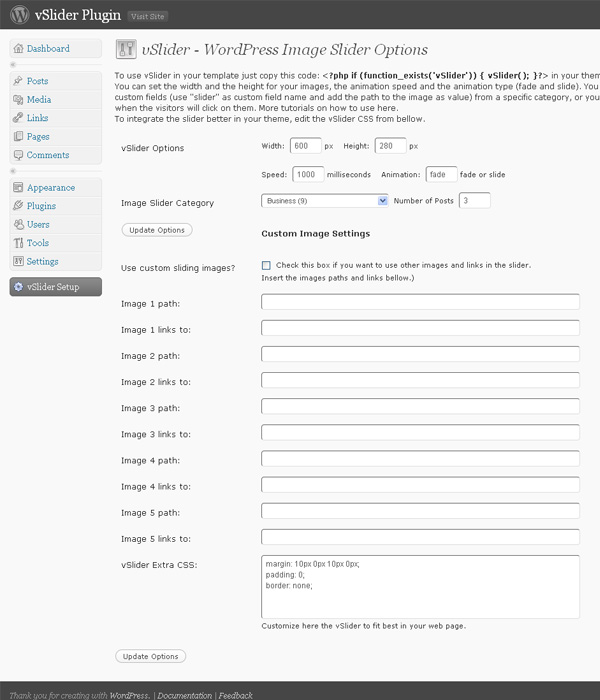 vSlider Plugin Visit Site
Dashboard
Posts
Media
Links
Pages
Comments
Appearance
Plugins
Users
Tools
Settings
vSlider Setup
vSlider - WordPress Image Slider Options
To use vSlider in your template just copy this code: <?php if (function_exists('vSlider')) { vSlider(); }?> in your them
You can set the width and the height for your images, the animation speed and the animation type (fade and slide). You
custom fields (use "slider" as custom field name and add the path to the image as value) from a specific category, or you
when the visitors will click on them. More tutorials on how to use here.
To integrate the slider better in your theme, edit the vSlider CSS from bellow.
vSlider Options Width: 600 px Height: 280 px
Speed: 1000 milliseconds Animation: fade fade or slide
Image Slider Category Business (9) Number of Posts 3
Update Options
Custom Image Settings
Use custom sliding images? Check this box if you want to use other images and links in the slider.
Insert the images paths and links bellow.)
Image 1 path:
Image 1 links to:
Image 2 path:
Image 2 links to:
Image 3 path:
Image 3 links to:
Image 4 path:
Image 4 links to:
Image 5 path:
Image 5 links to:
vSlider Extra CSS: margin: 10px 0px 10px 0px;
padding: 0;
border: none;
Customize here the vSlider to fit best in your web page.
Update Options
Thank you for creating with WordPress. | Documentation | Feedback